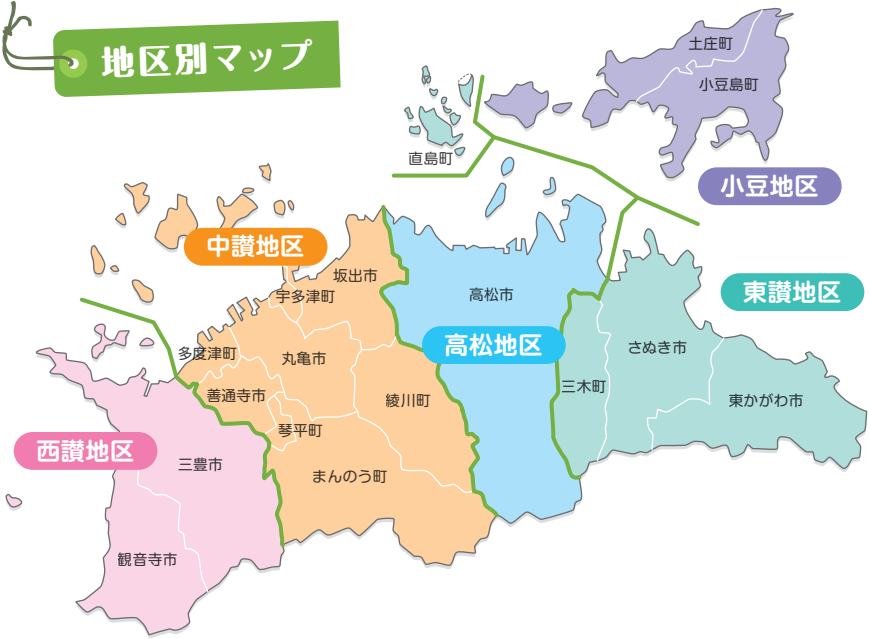 地区別マップ
土庄町
小豆島町
直島町
小豆地区
中讃地区
坂出市
宇多津町
高松市
東讃地区
多度津町
丸亀市
高松地区
さぬき市
善通寺市
綾川町
三木町
東かがわ市
琴平町
西讃地区
三豊市
まんのう町
観音寺市